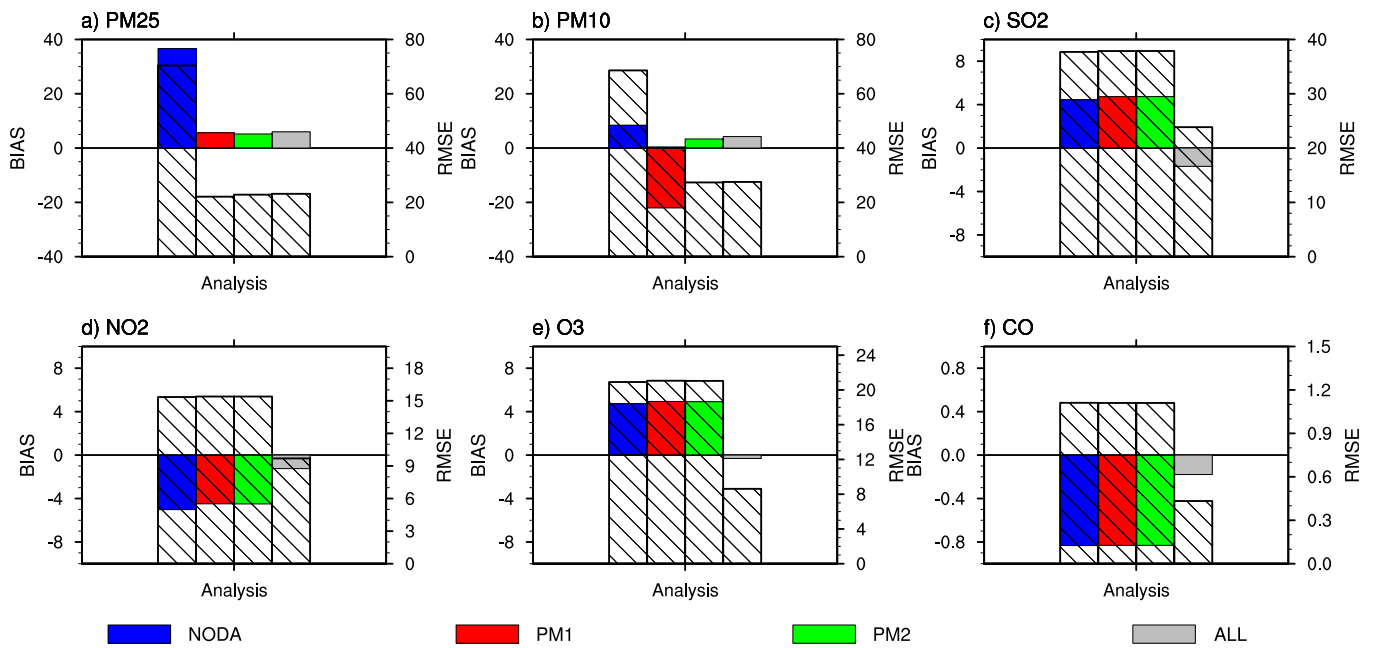 a) PM25
b) PM10
c) SO2
40
20
0
-20
-40
BIAS
80
60
40
20
0
RMSE
Analysis
40
20
0
-20
-40
BIAS
80
60
40
20
0
RMSE
Analysis
8
4
0
-4
-8
BIAS
40
30
20
10
0
RMSE
Analysis
d) NO2
e) O3
f) CO
8
4
0
-4
-8
BIAS
18
15
12
9
6
3
0
RMSE
Analysis
8
4
0
-4
-8
BIAS
24
20
16
12
8
4
0
RMSE
Analysis
0.8
0.4
0.0
-0.4
-0.8
BIAS
1.5
1.2
0.9
0.6
0.3
0.0
RMSE
Analysis
NODA
PM1
PM2
ALL